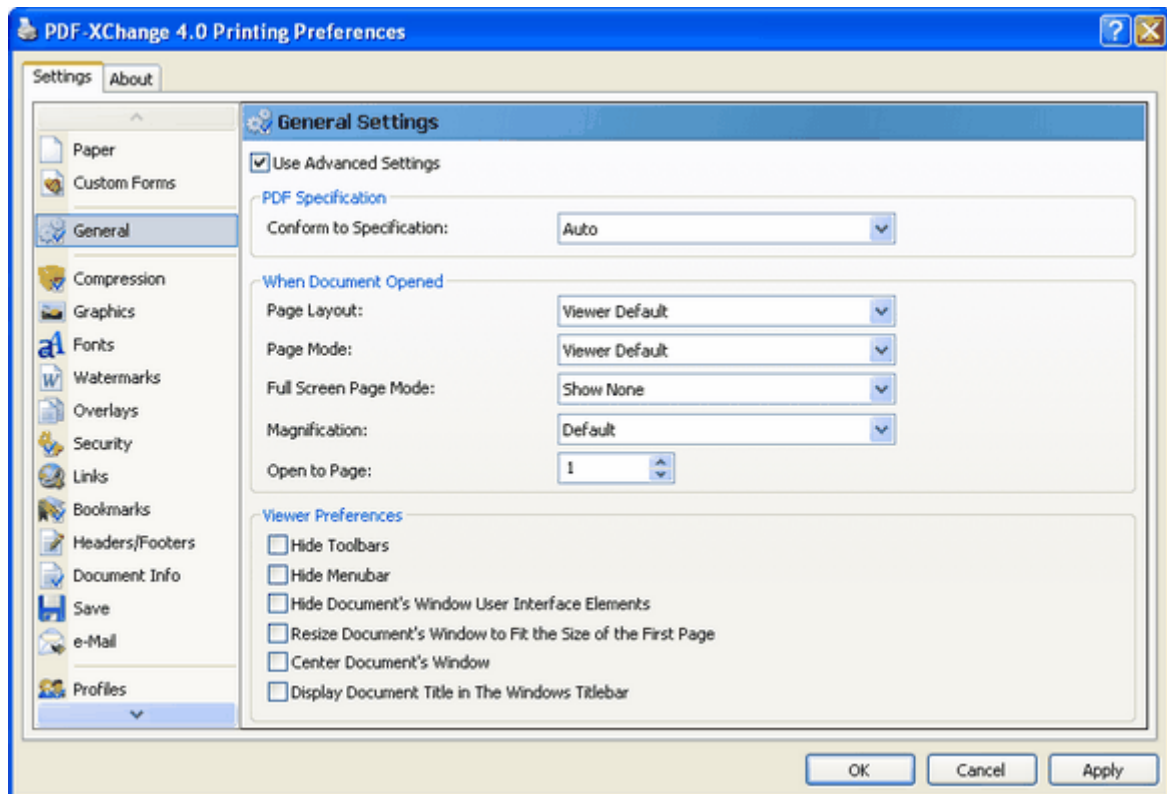 PDF-XChange 4.0 Printing Preferences
Settings
About
Paper
Custom Forms
General
Compression
Graphics
Fonts
Watermarks
Overlays
Security
Links
Bookmarks
Headers/Footers
Document Info
Save
e-Mail
Profiles
General Settings
Use Advanced Settings
PDF Specification
Conform to Specification: Auto
When Document Opened
Page Layout: Viewer Default
Page Mode: Viewer Default
Full Screen Page Mode: Show None
Magnification: Default
Open to Page: 1
Viewer Preferences
Hide Toolbars
Hide Menubar
Hide Document's Window User Interface Elements
Resize Document's Window to Fit the Size of the First Page
Center Document's Window
Display Document Title in The Windows Titlebar
OK Cancel Apply